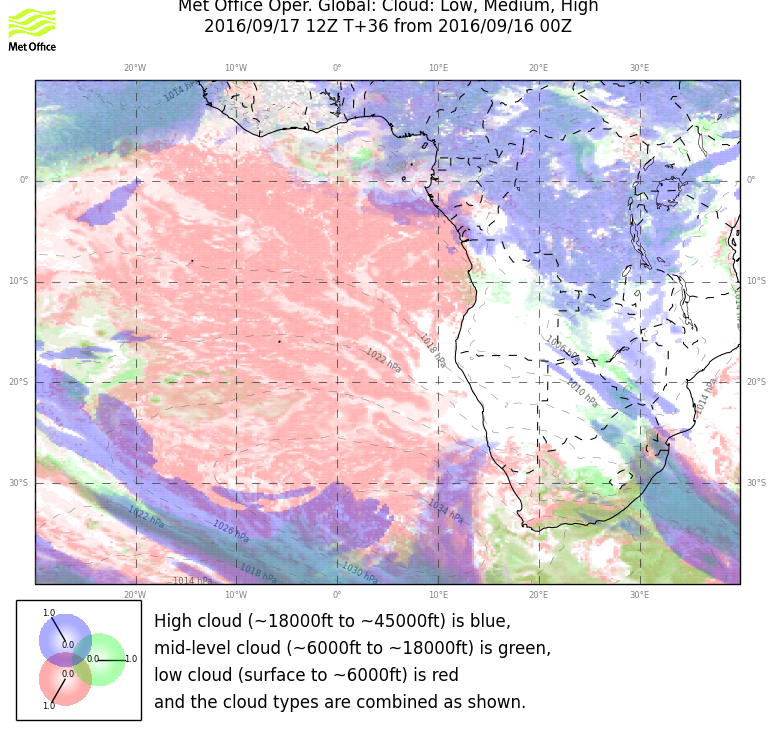 Met Office Oper. Global: Cloud: Low, Medium, High
2016/09/17 12Z T+36 from 2016/09/16 00Z
Met Office
20°W 10°W 0° 10°E 20°E 30°E
1014 hPa
0° 0°
10°S 10°S
1018 hPa
1006 hPa
1022 hPa
20°S 1010 hPa 1014 hPa 20°S
30°S 30°S
1022 hPa 1034 hPa
1026 hPa
1018 hPa 1030 hPa
1014 hPa
20°W 10°W 0° 10°E 20°E 30°E
1.0
0.0
0.0 1.0
0.0
1.0
High cloud (~18000ft to ~45000ft) is blue,
mid-level cloud (~6000ft to ~18000ft) is green,
low cloud (surface to ~6000ft) is red
and the cloud types are combined as shown.